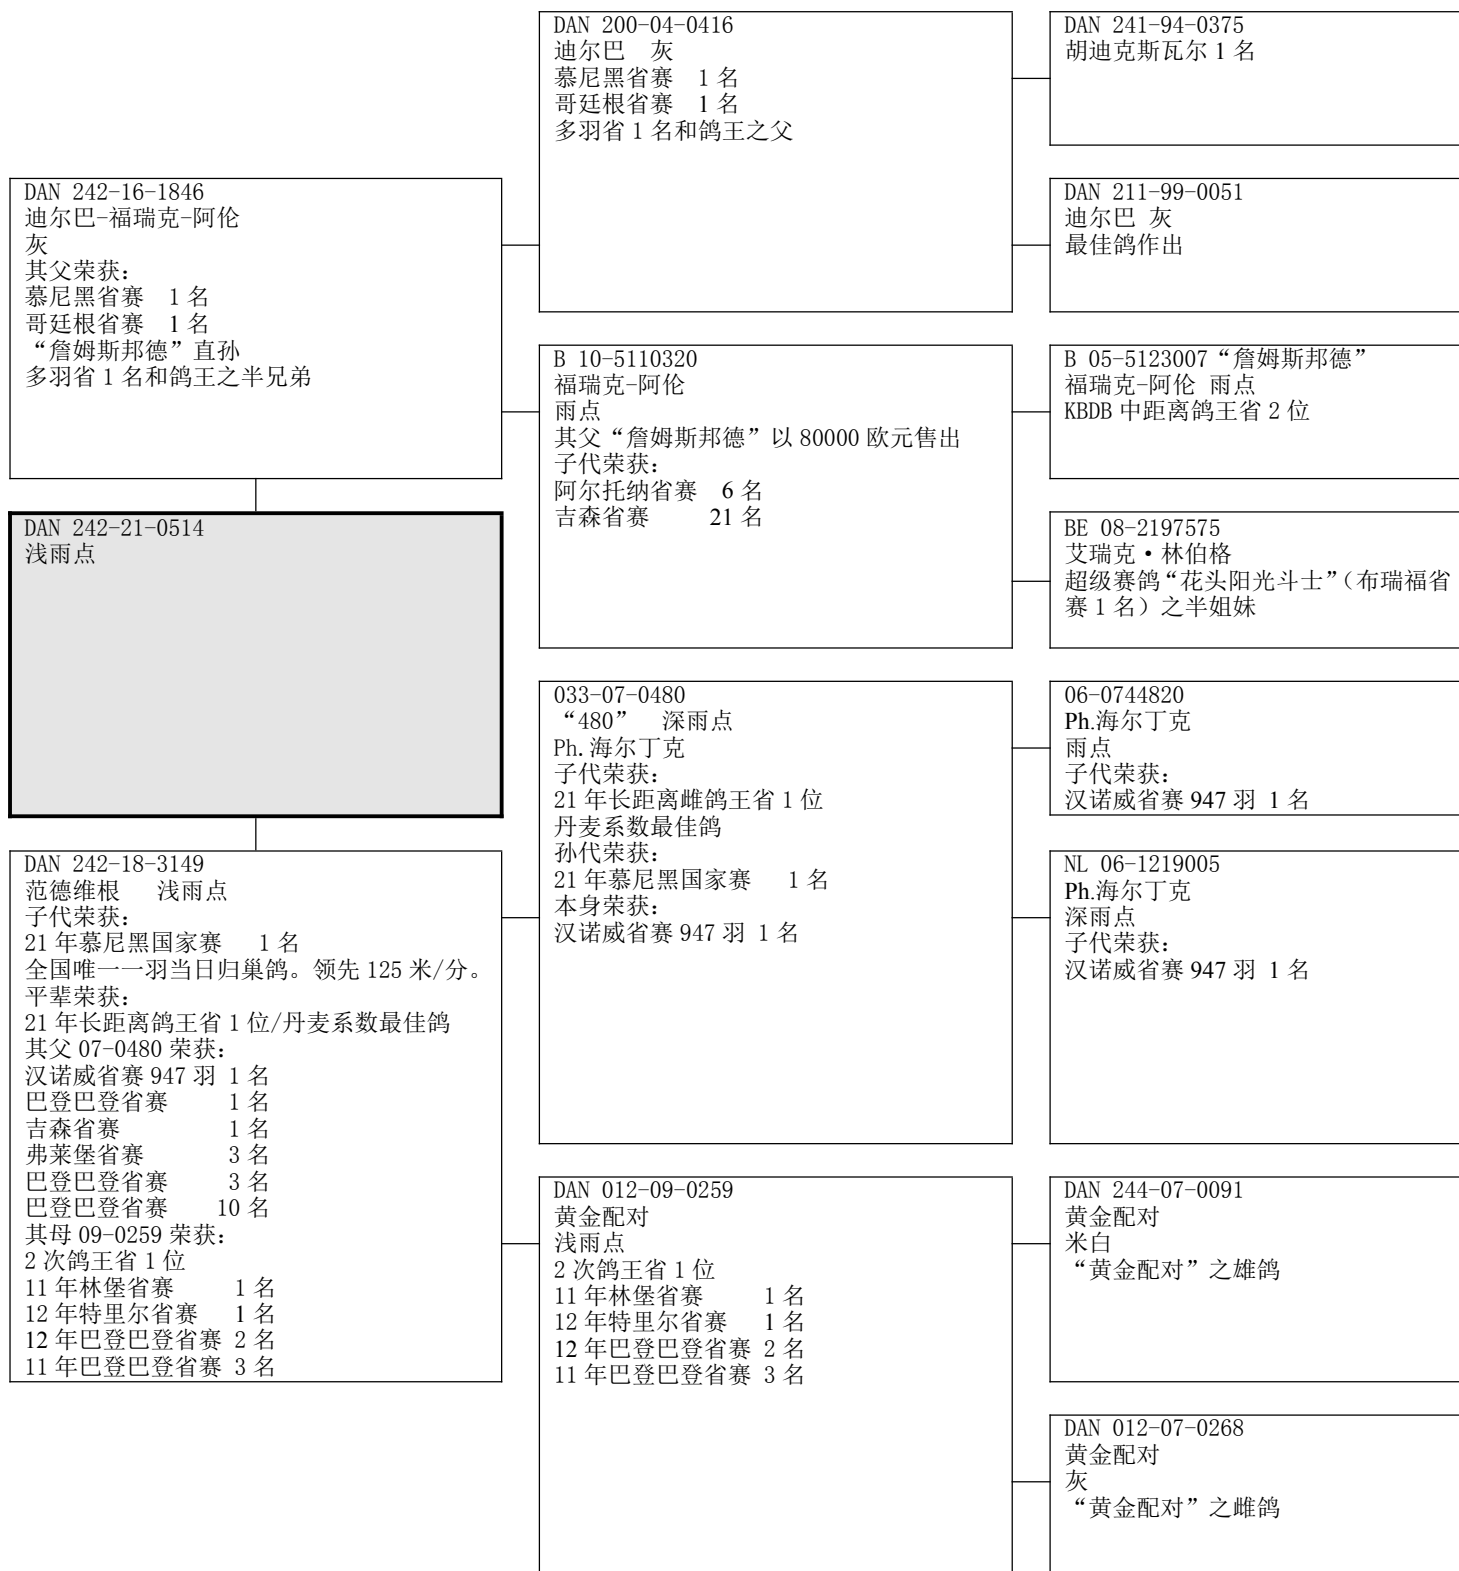 DAN 242-16-1846
迪尔巴-福瑞克-阿伦
灰
其父荣获：
慕尼黑省赛 1 名
哥廷根省赛 1 名
“詹姆斯邦德”直孙
多羽省 1 名和鸽王之半兄弟
DAN 242-21-0514
浅雨点
DAN 242-18-3149
范德维根 浅雨点
子代荣获：
21 年慕尼黑国家赛 1 名
全国唯一一羽当日归巢鸽。领先 125 米/分。
平辈荣获：
21 年长距离鸽王省 1 位/丹麦系数最佳鸽
其父 07-0480 荣获：
汉诺威省赛 947 羽 1 名
巴登巴登省赛 1 名
吉森省赛 1 名
弗莱堡省赛 3 名
巴登巴登省赛 3 名
巴登巴登省赛 10 名
其母 09-0259 荣获：
2 次鸽王省 1 位
11 年林堡省赛 1 名
12 年特里尔省赛 1 名
12 年巴登巴登省赛 2 名
11 年巴登巴登省赛 3 名
DAN 200-04-0416
迪尔巴 灰
慕尼黑省赛 1 名
哥廷根省赛 1 名
多羽省 1 名和鸽王之父
B 10-5110320
福瑞克-阿伦
雨点
其父“詹姆斯邦德”以 80000 欧元售出
子代荣获：
阿尔托纳省赛 6 名
吉森省赛 21 名
033-07-0480
“480” 深雨点
Ph.海尔丁克
子代荣获：
21 年长距离雌鸽王省 1 位
丹麦系数最佳鸽
孙代荣获：
21 年慕尼黑国家赛 1 名
本身荣获：
汉诺威省赛 947 羽 1 名
DAN 012-09-0259
黄金配对
浅雨点
2 次鸽王省 1 位
11 年林堡省赛 1 名
12 年特里尔省赛 1 名
12 年巴登巴登省赛 2 名
11 年巴登巴登省赛 3 名
DAN 241-94-0375
胡迪克斯瓦尔 1 名
DAN 211-99-0051
迪尔巴 灰
最佳鸽作出
B 05-5123007“詹姆斯邦德”
福瑞克-阿伦 雨点
KBDB 中距离鸽王省 2 位
BE 08-2197575
艾瑞克•林伯格
超级赛鸽“花头阳光斗士”（布瑞福省
赛 1 名）之半姐妹
06-0744820
Ph.海尔丁克
雨点
子代荣获：
汉诺威省赛 947 羽 1 名
NL 06-1219005
Ph.海尔丁克
深雨点
子代荣获：
汉诺威省赛 947 羽 1 名
DAN 244-07-0091
黄金配对
米白
“黄金配对”之雄鸽
DAN 012-07-0268
黄金配对
灰
“黄金配对”之雌鸽